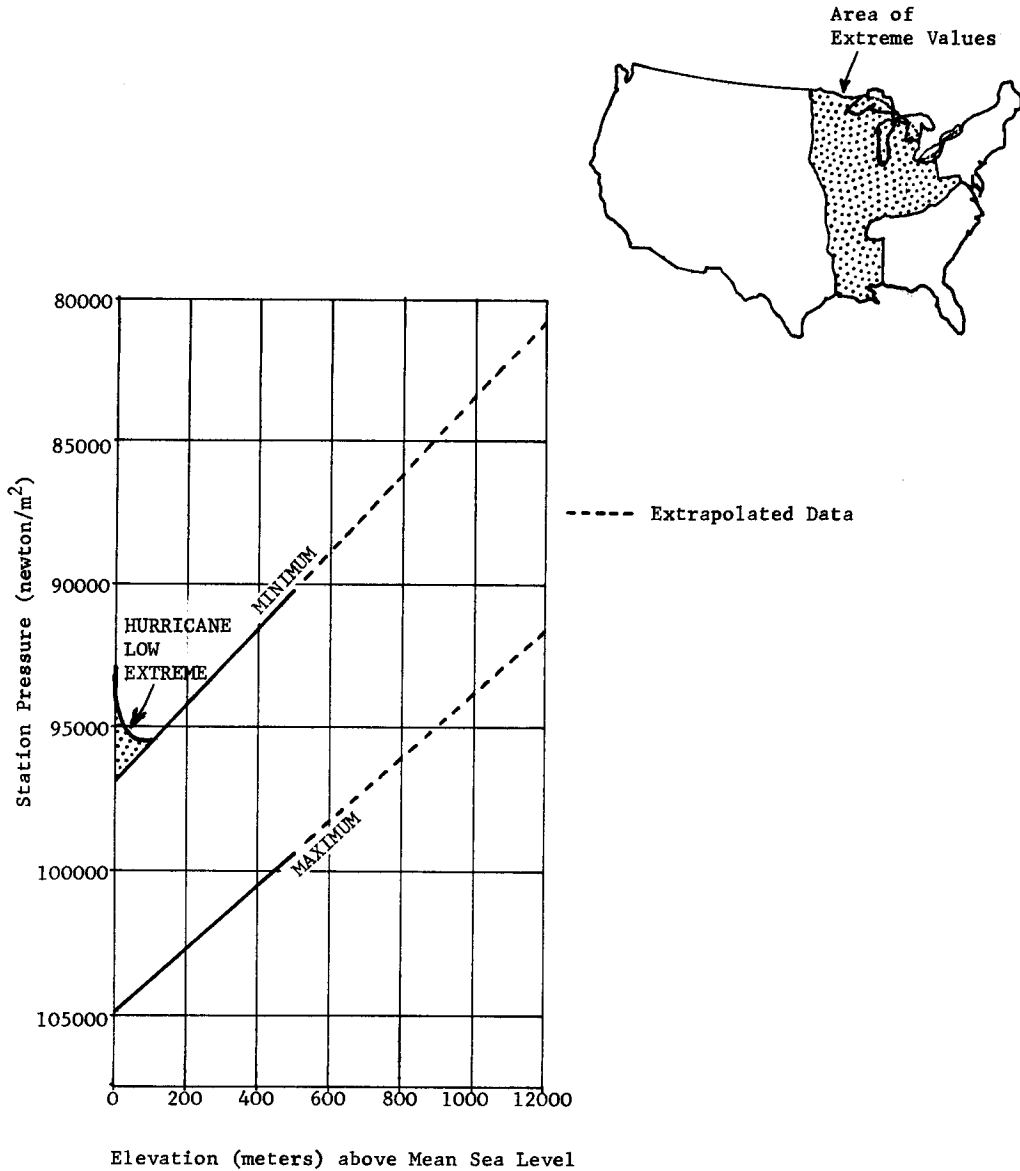 Area of
Extreme Values
80000
85000
90000
95000
100000
105000
Station Pressure (newton/m²)
MINIMUM
HURRICANE
LOW
EXTREME
MAXIMUM
---- Extrapolated Data
0 200 400 600 800 1000 12000
Elevation (meters) above Mean Sea Level